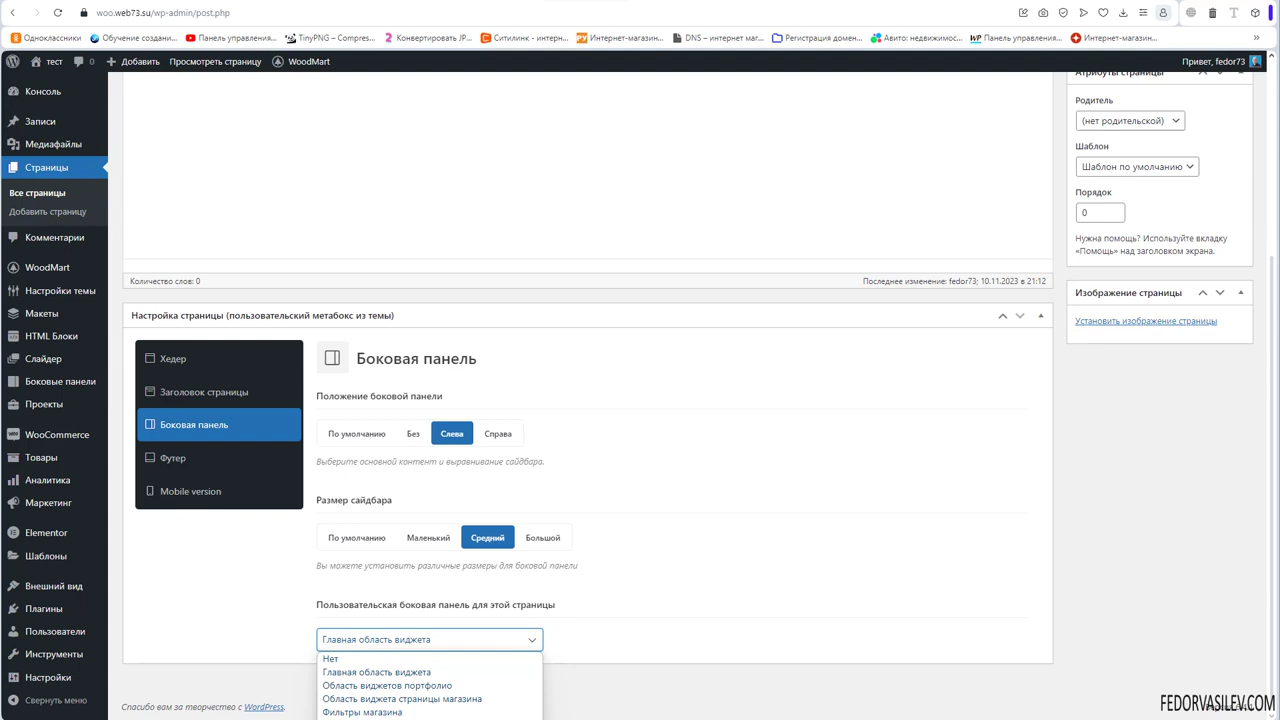 woo.web73.su/wp-admin/post.php
Одноклассники
Обучение создани...
Панель управления...
TinyPNG – Compres...
Конвертировать JP...
Ситилинк - интерн...
Интернет-магазин...
DNS – интернет маг...
Регистрация домен...
Авито: недвижимос...
Панель управления...
Интернет-магазин...
тест
0
Добавить
Просмотреть страницу
WoodMart
Привет, fedor73
Консоль
Записи
Медиафайлы
Страницы
Все страницы
Добавить страницу
Комментарии
WoodMart
Настройки темы
Макеты
HTML Блоки
Слайдер
Боковые панели
Проекты
WooCommerce
Товары
Аналитика
Маркетинг
Elementor
Шаблоны
Внешний вид
Плагины
Пользователи
Инструменты
Настройки
Свернуть меню
Количество слов: 0
Последнее изменение: fedor73; 10.11.2023 в 21:12
Настройка страницы (пользовательский метабокс из темы)
Хедер
Заголовок страницы
Боковая панель
Футер
Mobile version
Боковая панель
Положение боковой панели
По умолчанию
Без
Слева
Справа
Выберите основной контент и выравнивание сайдбара.
Размер сайдбара
По умолчанию
Маленький
Средний
Большой
Вы можете установить различные размеры для боковой панели
Пользовательская боковая панель для этой страницы
Главная область виджета
Нет
Главная область виджета
Область виджетов портфолио
Область виджета страницы магазина
Фильтры магазина
Атрибуты страницы
Родитель
(нет родительской)
Шаблон
Шаблон по умолчанию
Порядок
0
Нужна помощь? Используйте вкладку
«Помощь» над заголовком экрана.
Изображение страницы
Установить изображение страницы
Спасибо вам за творчество с WordPress.
FEDORVASILEV.COM